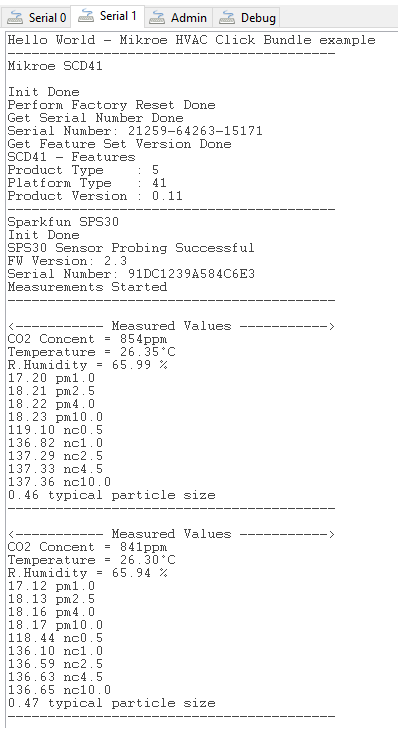 Serial 0 Serial 1 Admin Debug
Hello World - Mikroe HVAC Click Bundle example
-----------------------------------------
Mikroe SCD41
Init Done
Perform Factory Reset Done
Get Serial Number Done
Serial Number: 21259-64263-15171
Get Feature Set Version Done
SCD41 - Features
Product Type    : 5
Platform Type   : 41
Product Version : 0.11
-----------------------------------------
Sparkfun SPS30
Init Done
SPS30 Sensor Probing Successful
FW Version: 2.3
Serial Number: 91DC1239A584C6E3
Measurements Started
-----------------------------------------
<----------- Measured Values ----------->
CO2 Concent = 854ppm
Temperature = 26.35°C
R.Humidity = 65.99 %
17.20 pm1.0
18.21 pm2.5
18.22 pm4.0
18.23 pm10.0
119.10 nc0.5
136.82 nc1.0
137.29 nc2.5
137.33 nc4.5
137.36 nc10.0
0.46 typical particle size
-----------------------------------------
<----------- Measured Values ----------->
CO2 Concent = 841ppm
Temperature = 26.30°C
R.Humidity = 65.94 %
17.12 pm1.0
18.13 pm2.5
18.16 pm4.0
18.17 pm10.0
118.44 nc0.5
136.10 nc1.0
136.59 nc2.5
136.63 nc4.5
136.65 nc10.0
0.47 typical particle size
-----------------------------------------